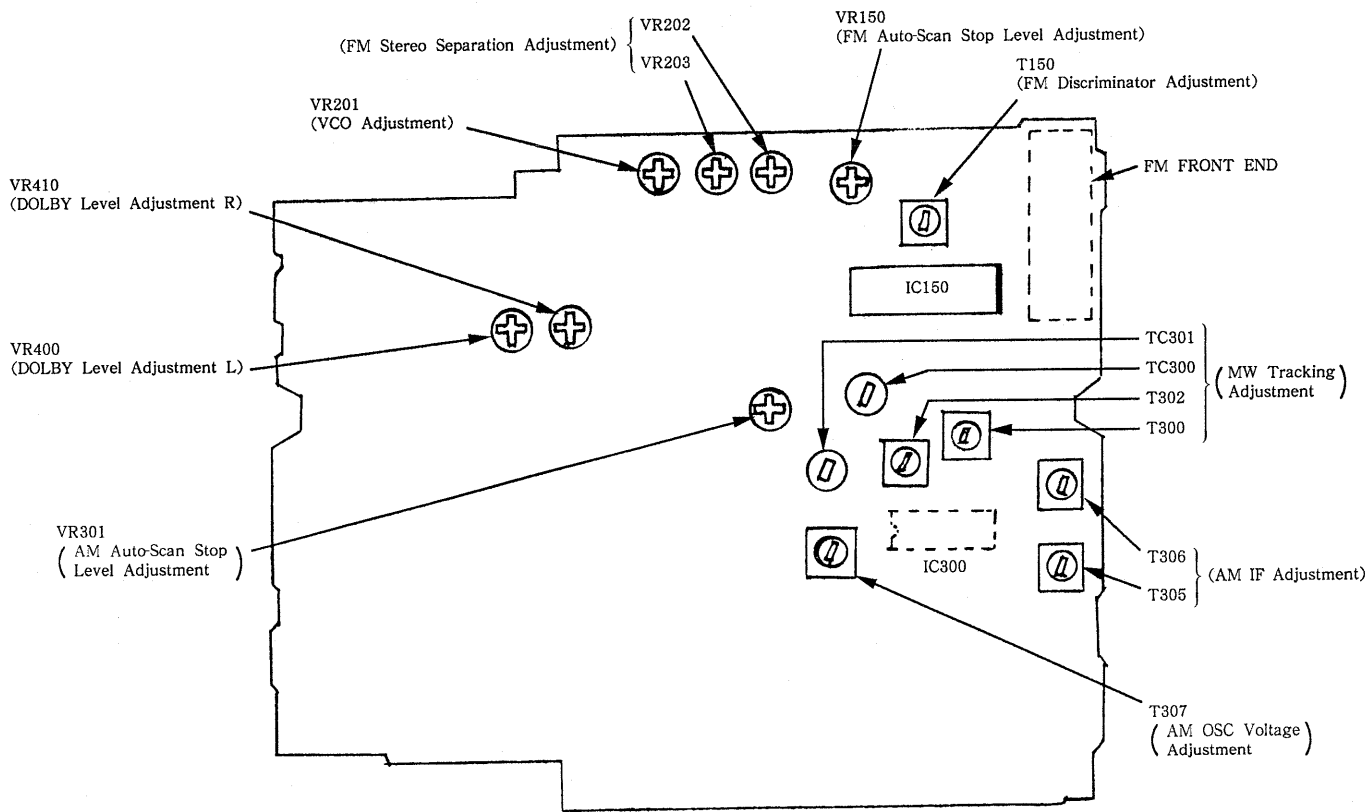 VR150
(FM Auto-Scan Stop Level Adjustment)
VR202
(FM Stereo Separation Adjustment)
VR203
T150
(FM Discriminator Adjustment)
VR201
(VCO Adjustment)
FM FRONT END
VR410
(DOLBY Level Adjustment R)
IC150
VR400
(DOLBY Level Adjustment L)
TC301
TC300
T302
T300
(MW Tracking
Adjustment)
VR301
(AM Auto-Scan Stop
Level Adjustment)
IC300
T306
T305
(AM IF Adjustment)
T307
(AM OSC Voltage
Adjustment)